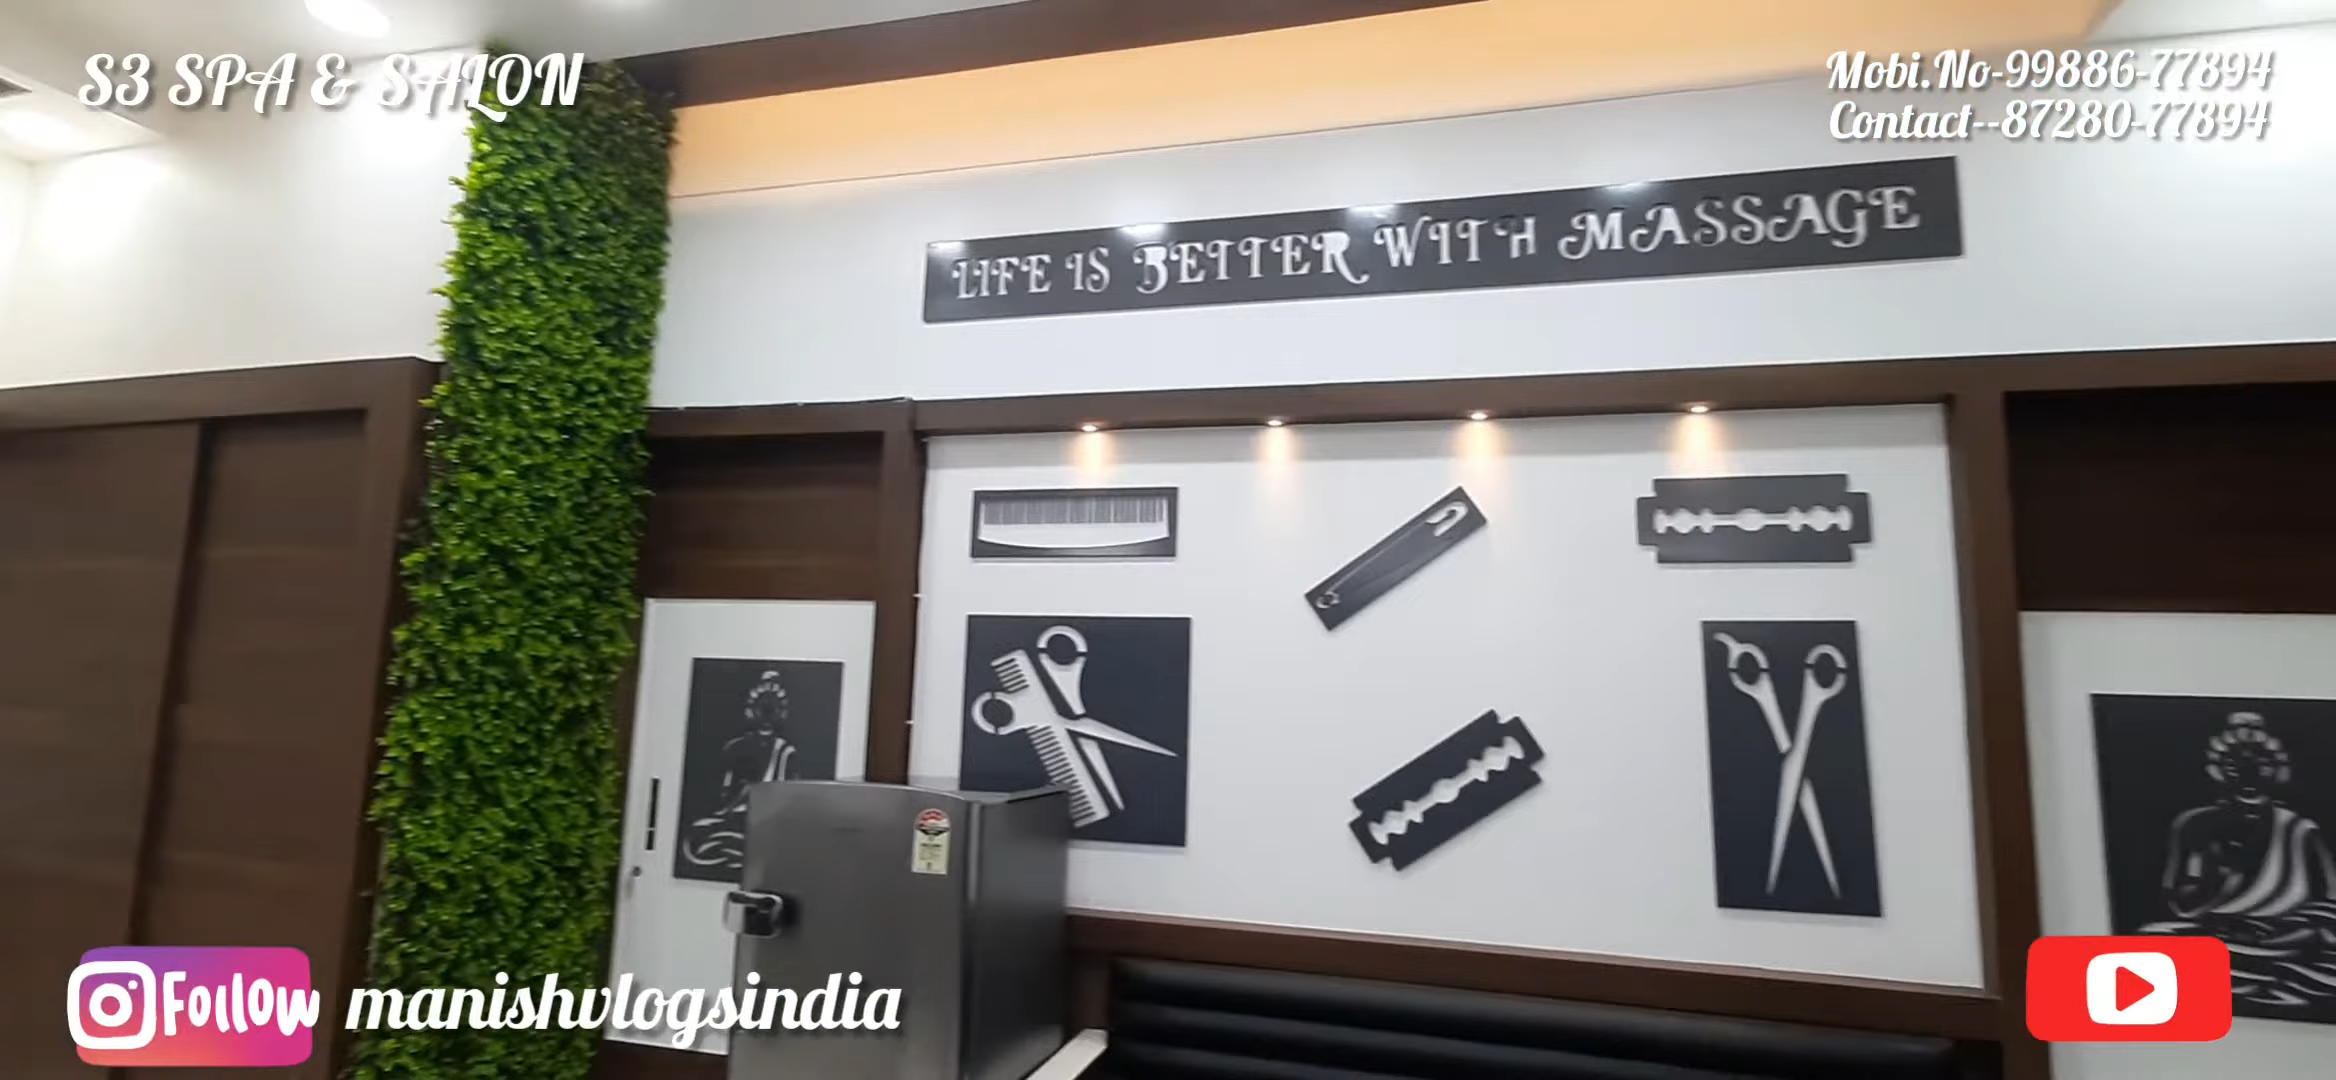 S3 SPA & SALON
Mobi.No-99886-77894
Contact--87280-77894
LIFE IS BETTER WITH MASSAGE
Follow manishvlogsindia